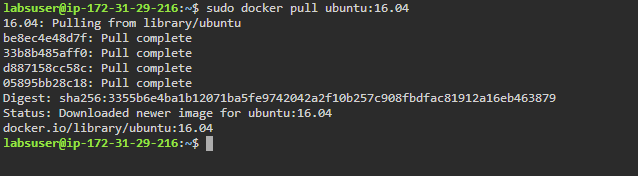 labsuser@ip-172-31-29-216:~$ sudo docker pull ubuntu:16.04
16.04: Pulling from library/ubuntu
be8ec4e48d7f: Pull complete
33b8b485aff0: Pull complete
d887158cc58c: Pull complete
05895bb28c18: Pull complete
Digest: sha256:3355b6e4ba1b12071ba5fe9742042a2f10b257c908fbdfac81912a16eb463879
Status: Downloaded newer image for ubuntu:16.04
docker.io/library/ubuntu:16.04
labsuser@ip-172-31-29-216:~$